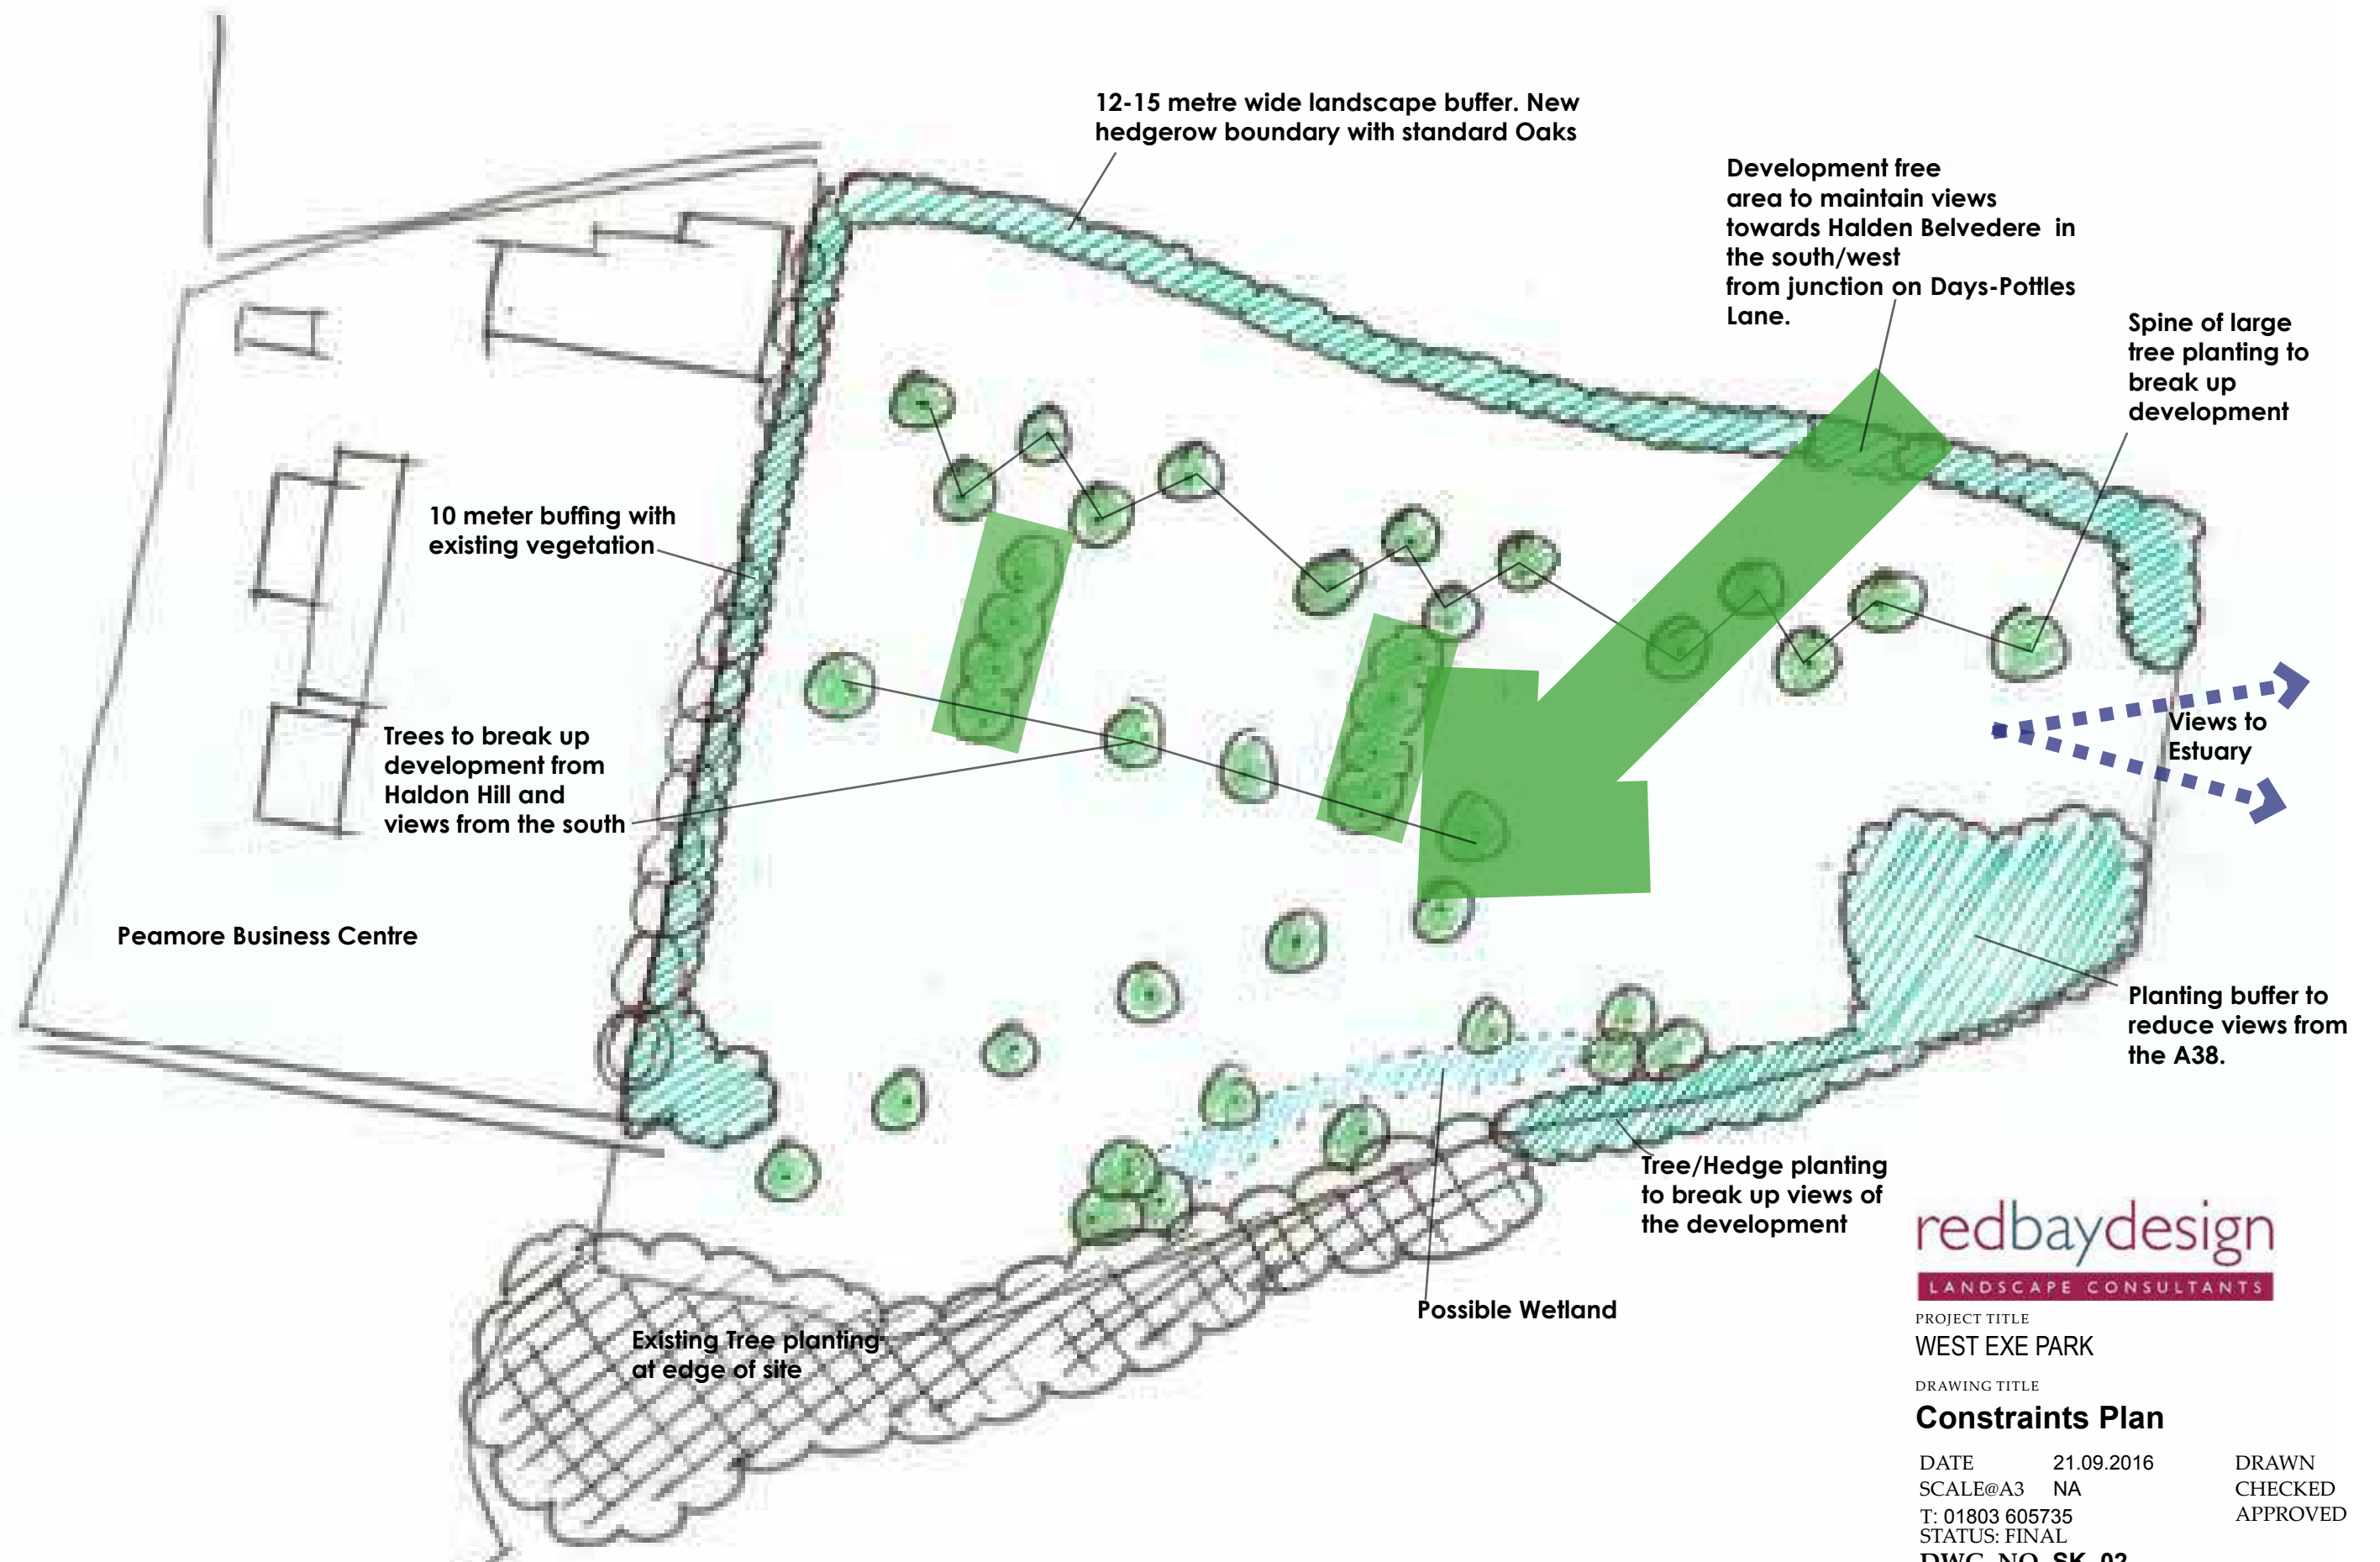 12-15 metre wide landscape buffer. New
hedgerow boundary with standard Oaks
Development free
area to maintain views
towards Halden Belvedere in
the south/west
from junction on Days-Pottles
Lane.
Spine of large
tree planting to
break up
development
10 meter buffing with
existing vegetation
Trees to break up
development from
Haldon Hill and
views from the south
Views to
Estuary
Peamore Business Centre
Planting buffer to
reduce views from
the A38.
Tree/Hedge planting
to break up views of
the development
Possible Wetland
Existing Tree planting
at edge of site
redbaydesign
LANDSCAPE CONSULTANTS
PROJECT TITLE
WEST EXE PARK
DRAWING TITLE
Constraints Plan
DATE 21.09.2016 DRAWN
SCALE@A3 NA CHECKED
T: 01803 605735 APPROVED
STATUS: FINAL
DWG. NO. SK_02